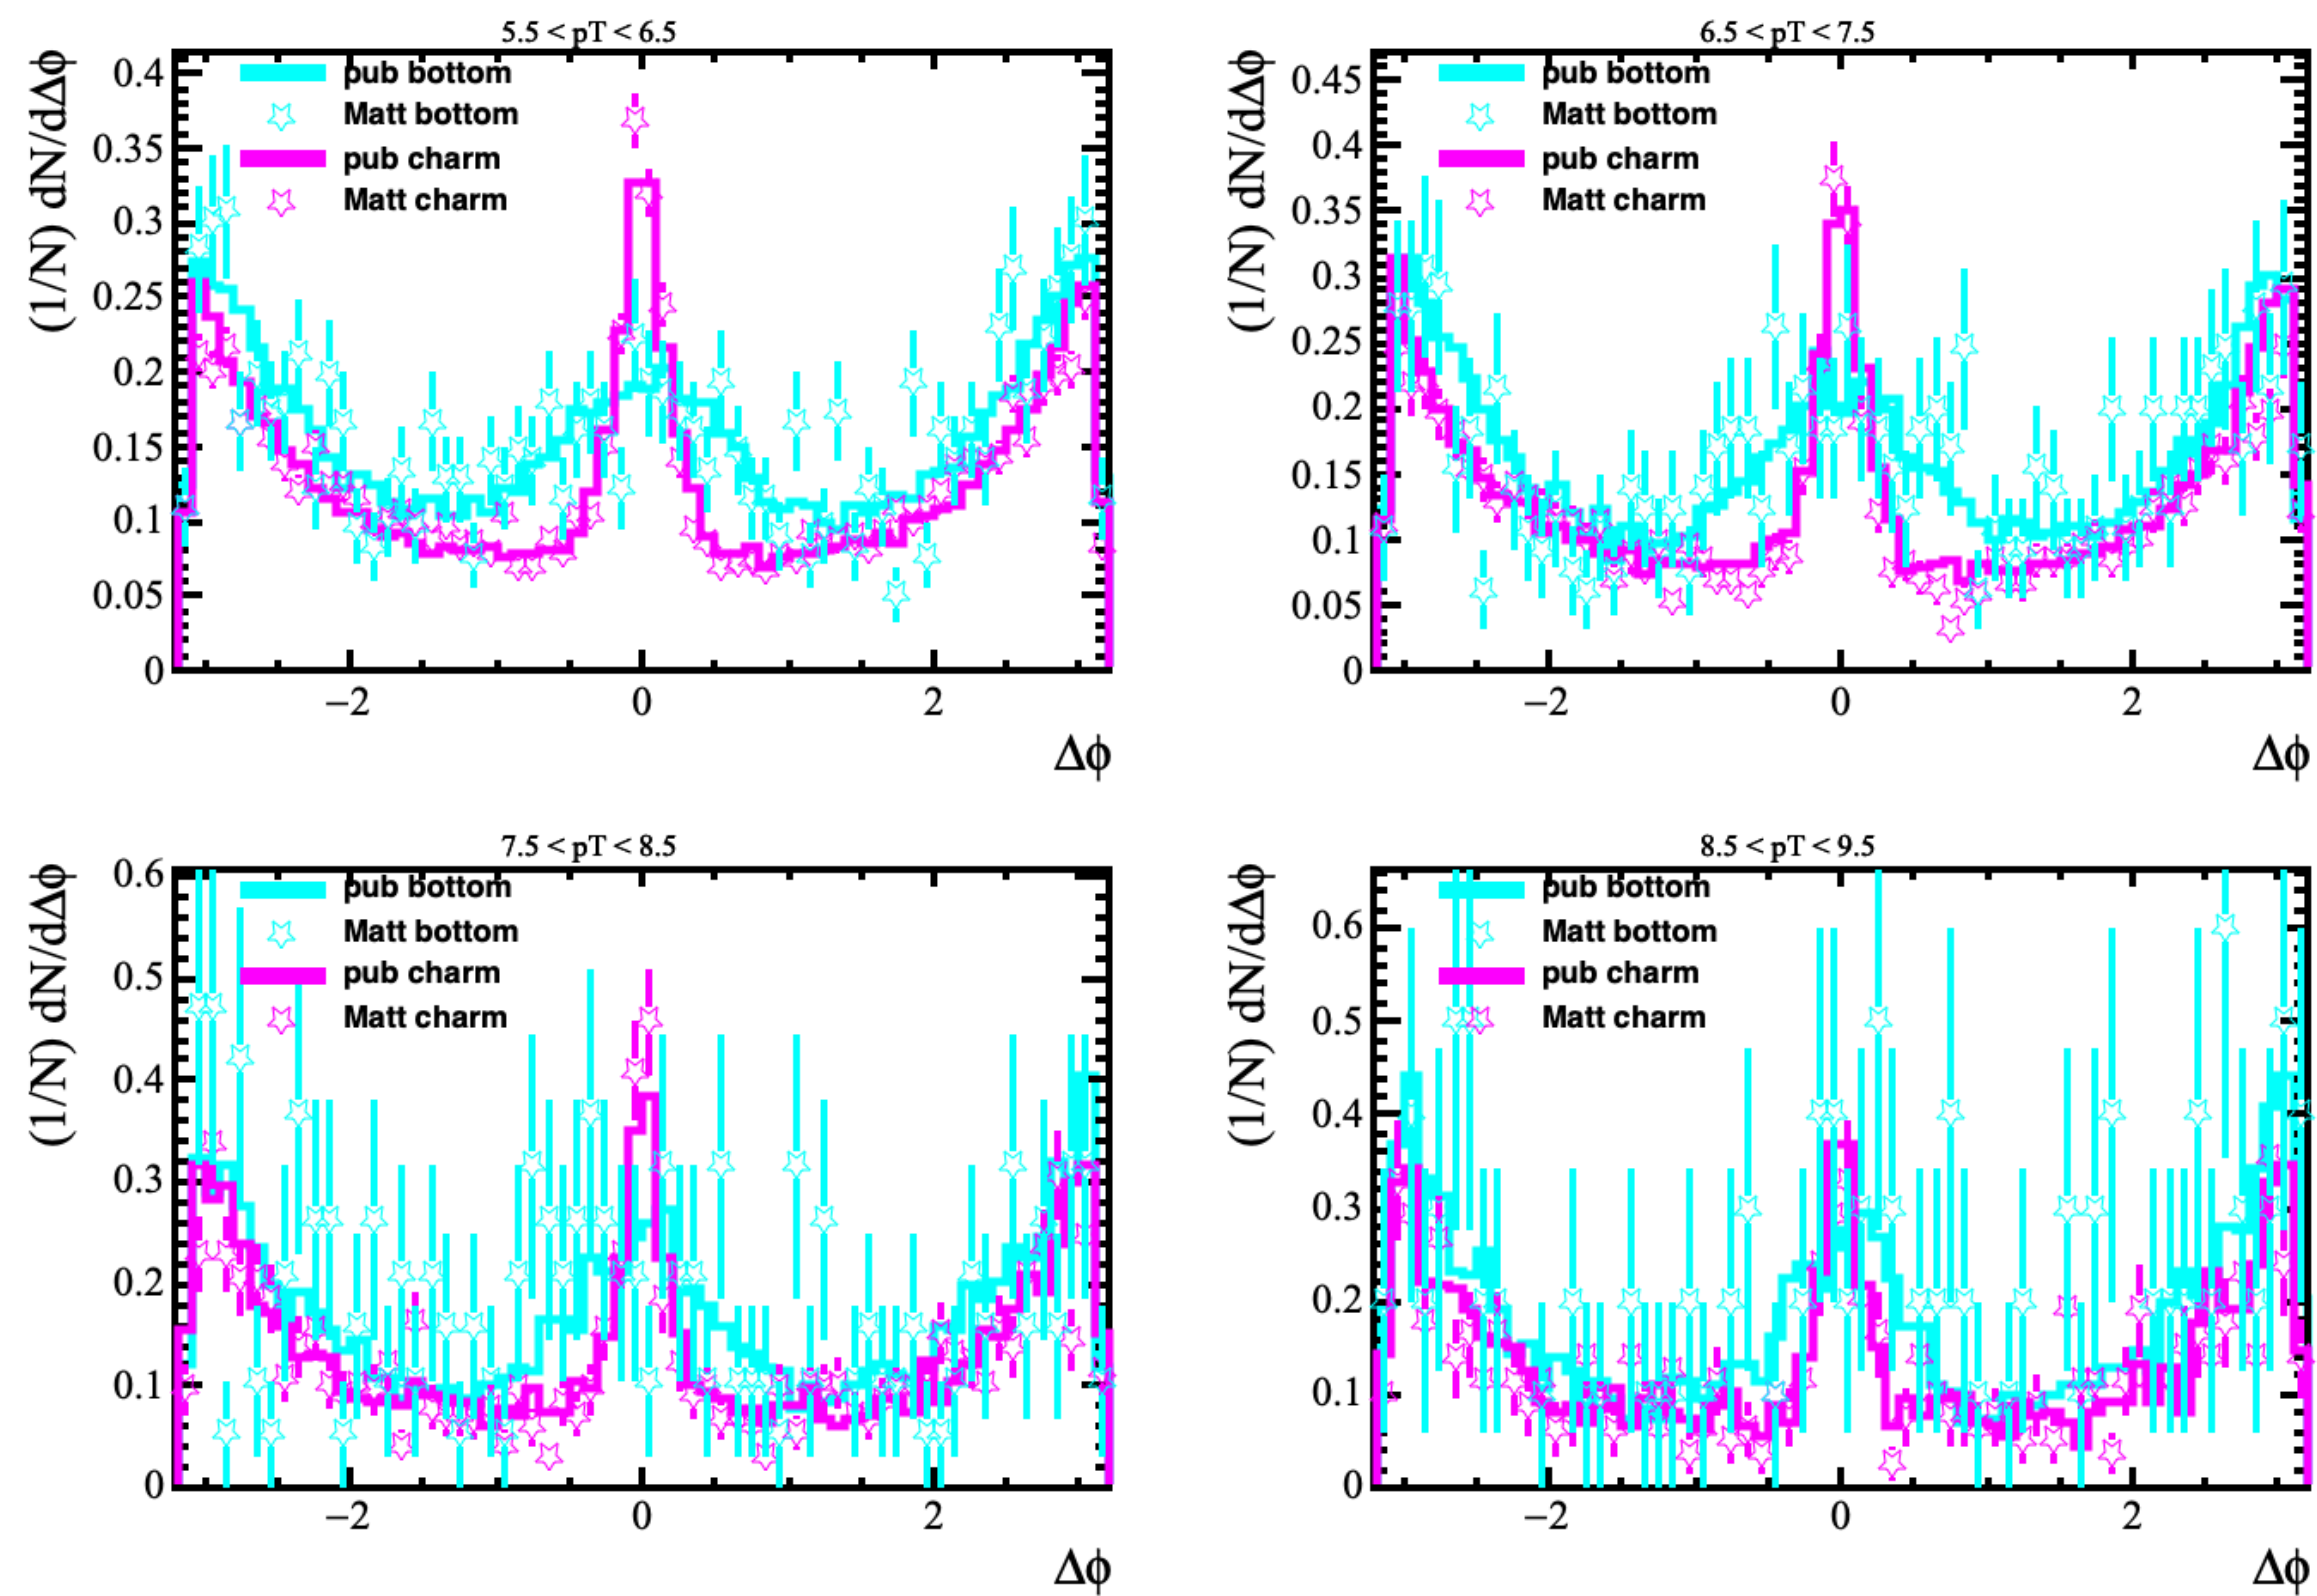 5.5 < pT < 6.5
(1/N) dN/dΔϕ
pub bottom
Matt bottom
pub charm
Matt charm
0.4
0.35
0.3
0.25
0.2
0.15
0.1
0.05
0
−2
0
2
Δϕ
6.5 < pT < 7.5
(1/N) dN/dΔϕ
pub bottom
Matt bottom
pub charm
Matt charm
0.45
0.4
0.35
0.3
0.25
0.2
0.15
0.1
0.05
0
−2
0
2
Δϕ
7.5 < pT < 8.5
(1/N) dN/dΔϕ
pub bottom
Matt bottom
pub charm
Matt charm
0.6
0.5
0.4
0.3
0.2
0.1
0
−2
0
2
Δϕ
8.5 < pT < 9.5
(1/N) dN/dΔϕ
pub bottom
Matt bottom
pub charm
Matt charm
0.6
0.5
0.4
0.3
0.2
0.1
0
−2
0
2
Δϕ